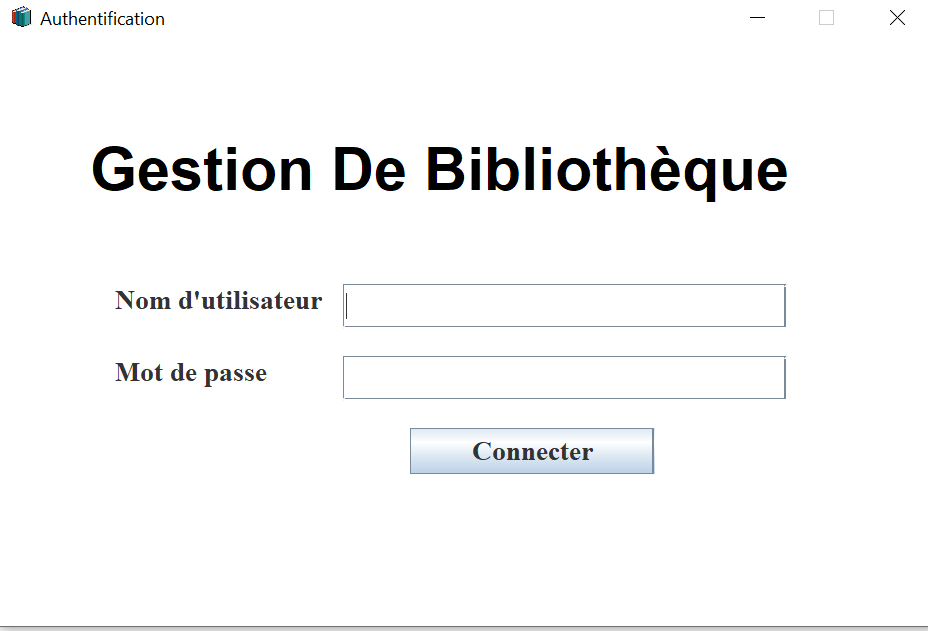 Authentification
Gestion De Bibliothèque
Nom d'utilisateur
Mot de passe
Connecter